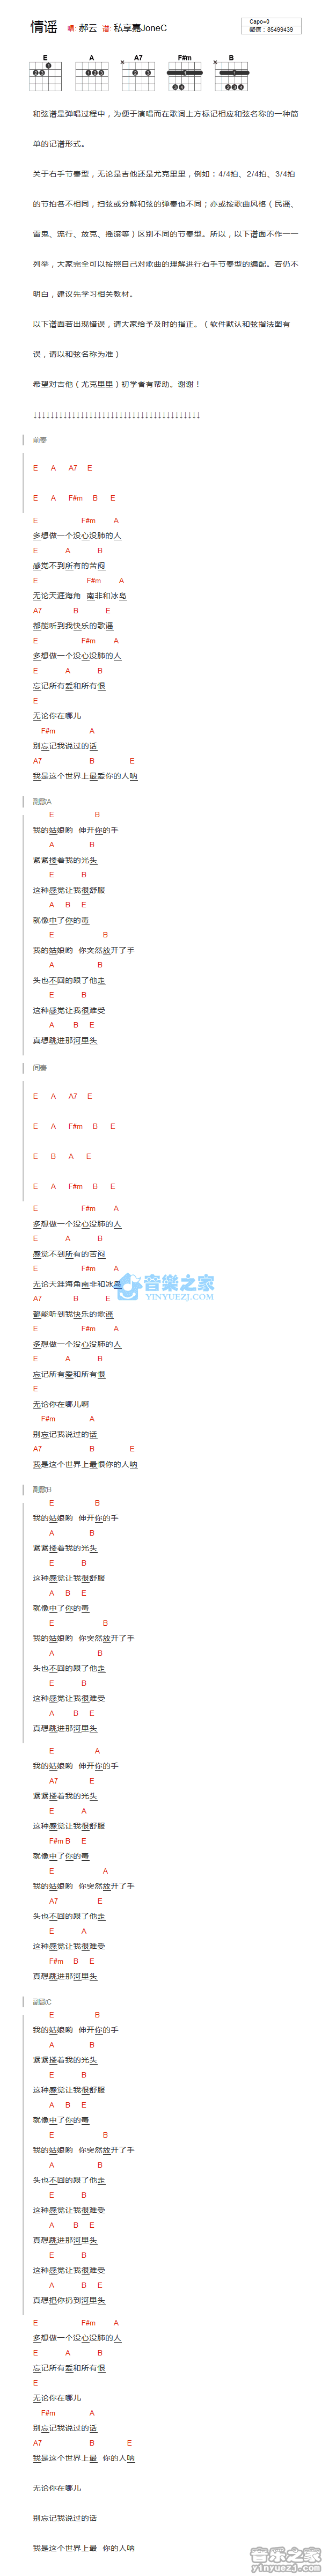 情谣 唱:郝云 谱:私享嘉JoneC
Capo=0
微信：85499439
E A A7 F#m B
和弦谱是弹唱过程中，为便于演唱而在歌词上方标记相应和弦名称的一种简
单的记谱形式。
关于右手节奏型，无论是吉他还是尤克里里，例如：4/4拍、2/4拍、3/4拍
的节拍各不相同，扫弦或分解弦的弹奏也不同；亦或按歌曲风格（民谣、
雷鬼、流行、放克、摇滚等）区别不同的节奏型。所以，以下谱面不作一一
列举，大家完全可以按照自己对歌曲的理解进行右手节奏型的编配。若仍不
明白，建议先学习相关教材。
以下谱面若出现错误，请大家给予及时的指正。（软件默认和弦指法图有
误，请以和弦名称为准）
希望对吉他（尤克里里）初学者有帮助。谢谢！
↓↓↓↓↓↓↓↓↓↓↓↓↓↓↓↓↓↓↓↓↓↓↓↓↓↓↓↓↓↓↓↓↓↓↓↓↓↓
前奏
E A A7 E
E A F#m B E
E F#m A
多想做一个没心没肺的人
E A B
感觉不到所有的苦闷
E F#m A
无论天涯海角 南非和冰岛
A7 B E
都能听到我快乐的歌谣
E F#m A
多想做一个没心没肺的人
E A B
忘记所有爱和所有恨
E
无论你在哪儿
F#m A
别忘记我说过的话
A7 B E
我是这个世界上最爱你的人呐
副歌A
E B
我的姑娘哟 伸开你的手
A B
紧紧搂着我的光头
E B
这种感觉让我很舒服
A B E
就像中了你的毒
E B
我的姑娘哟 你突然放开了手
A B
头也不回的跟了他走
E B
这种感觉让我很难受
A B E
真想跳进那河里头
间奏
E A A7 E
E A F#m B E
E B A E
E A F#m B E
E F#m A
多想做一个没心没肺的人
E A B
感觉不到所有的苦闷
E F#m A
无论天涯海角南非和冰岛
音樂之家
YINYUEZJ.COM
A7 B E
都能听到我快乐的歌谣
E F#m A
多想做一个没心没肺的人
E A B
忘记所有爱和所有恨
E
无论你在哪儿啊
F#m A
别忘记我说过的话
A7 B E
我是这个世界上最恨你的人呐
副歌B
E B
我的姑娘哟 伸开你的手
A B
紧紧搂着我的光头
E B
这种感觉让我很舒服
A B E
就像中了你的毒
E B
我的姑娘哟 你突然放开了手
A B
头也不回的跟了他走
E B
这种感觉让我很难受
A B E
真想跳进那河里头
E A
我的姑娘哟 伸开你的手
A7 E
紧紧搂着我的光头
E A
这种感觉让我很舒服
F#m B E
就像中了你的毒
E A
我的姑娘哟 你突然放开了手
A7 E
头也不回的跟了他走
E A
这种感觉让我很难受
F#m B E
真想跳进那河里头
副歌C
E B
我的姑娘哟 伸开你的手
A B
紧紧搂着我的光头
E B
这种感觉让我很舒服
A B E
就像中了你的毒
E B
我的姑娘哟 你突然放开了手
A B
头也不回的跟了他走
E B
这种感觉让我很难受
A B E
真想跳进那河里头
E B
这种感觉让我很难受
A B E
真想把你扔到河里头
E F#m A
多想做一个没心没肺的人
E A B
忘记所有爱和所有恨
E
无论你在哪儿
F#m A
别忘记我说过的话
A7 B E
我是这个世界上最 你的人呐
无论你在哪儿
别忘记我说过的话
我是这个世界上最 你的人呐
音乐之家
yinyuezj.com